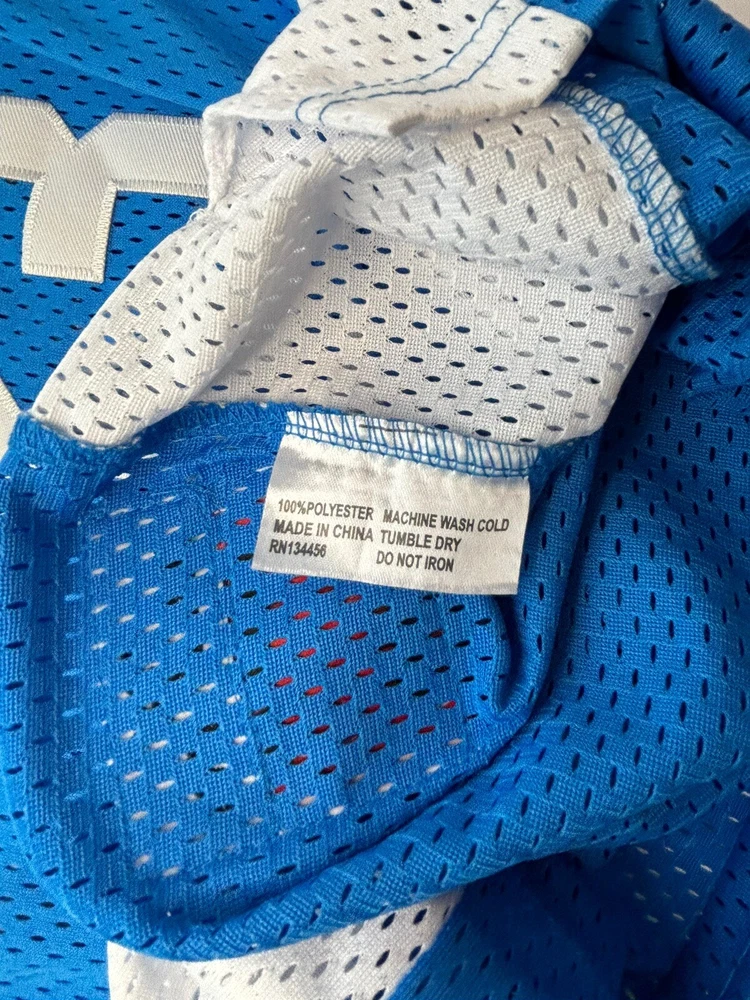 100%POLYESTER MACHINE WASH COLD
MADE IN CHINA TUMBLE DRY
RN134456 DO NOT IRON